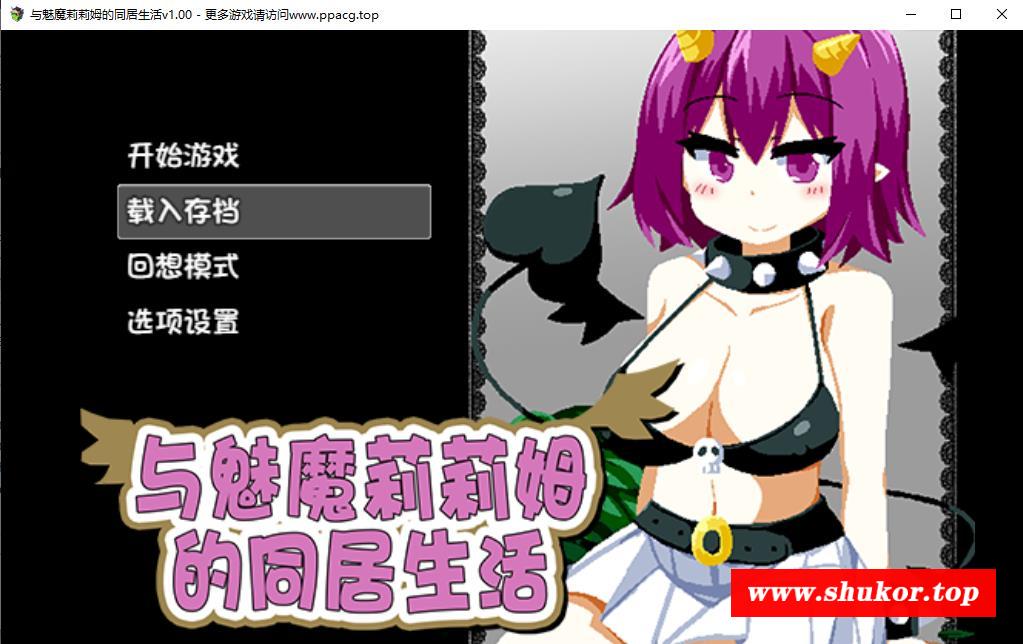 与魅魔莉莉姆的同居生活v1.00 - 更多游戏请访问www.ppacg.top
开始游戏
载入存档
回想模式
选项设置
与魅魔莉莉姆
的同居生活
www.shukor.top